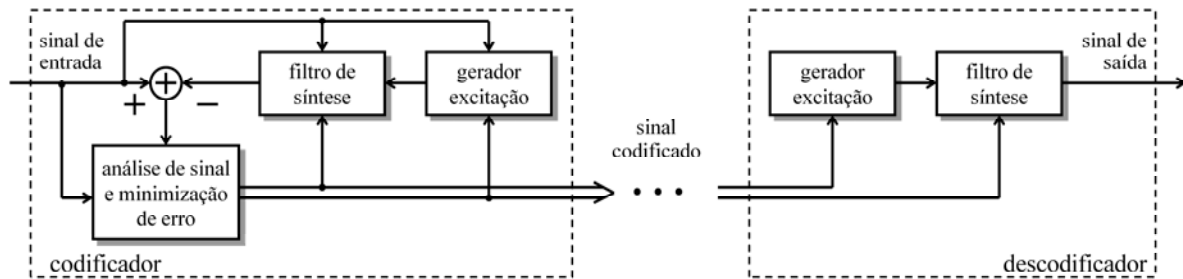 sinal de
entrada
+
+
−
filtro de
síntese
gerador
excitação
análise de sinal
e minimização
de erro
codificador
sinal
codificado
• • •
gerador
excitação
filtro de
síntese
sinal de
saída
descodificador